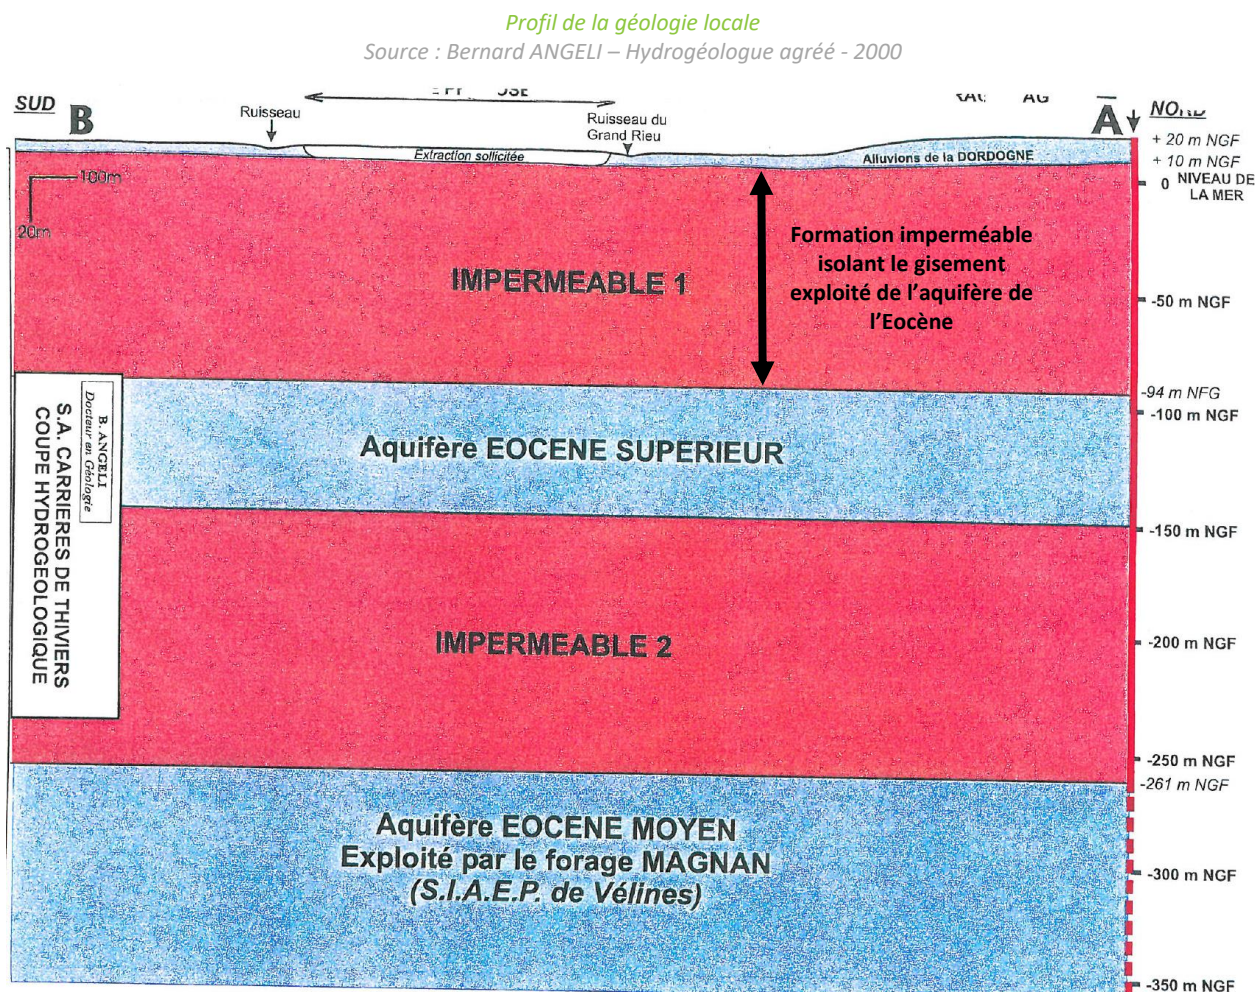 Profil de la géologie locale
Source : Bernard ANGELI – Hydrogéologue agréé - 2000
SUD
B
Ruisseau
Ruisseau du
Grand Rieu
A
+ 20 m NGF
+ 10 m NGF
0 NIVEAU DE
LA MER
Extraction sollicitée
Alluvions de la DORDOGNE
100m
20m
IMPERMEABLE 1
Formation imperméable
isolant le gisement
exploité de l’aquifère de
l’Eocène
-50 m NGF
-94 m NFG
-100 m NGF
B. ANGELI
Docteur en Géologie
S.A. CARRIERES DE THIVIERS
COUPE HYDROGEOLOGIQUE
Aquifère EOCENE SUPERIEUR
-150 m NGF
IMPERMEABLE 2
-200 m NGF
-250 m NGF
-261 m NGF
Aquifère EOCENE MOYEN
Exploité par le forage MAGNAN
(S.I.A.E.P. de Vélines)
-300 m NGF
-350 m NGF